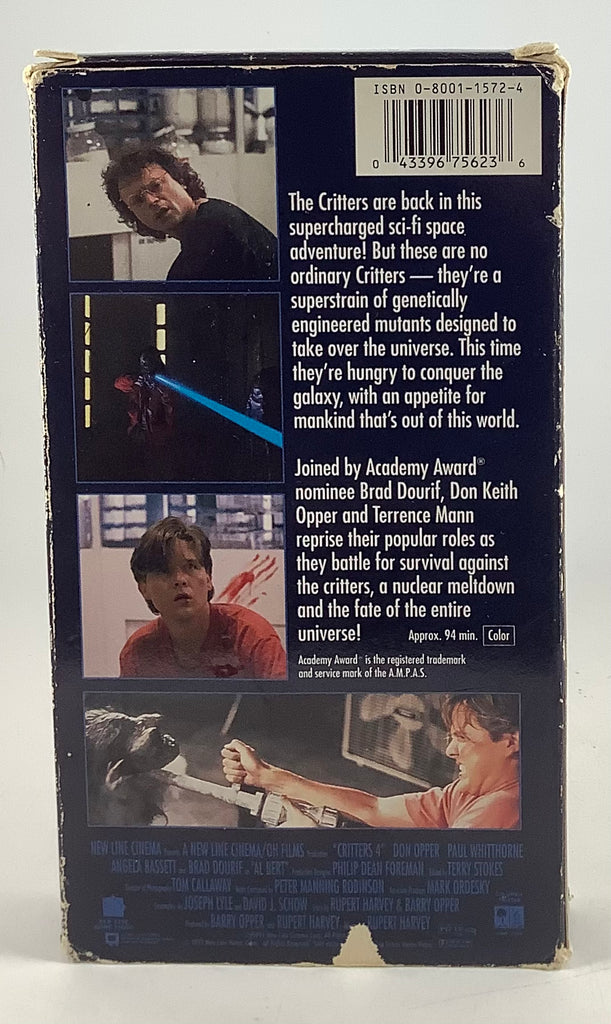 ISBN 0-8001-1572-4
0 43396 75623 6
The Critters are back in this
supercharged sci-fi space
adventure! But these are no
ordinary Critters — they're a
superstrain of genetically
engineered mutants designed to
take over the universe. This time
they're hungry to conquer the
galaxy, with an appetite for
mankind that's out of this world.
Joined by Academy Award®
nominee Brad Dourif, Don Keith
Opper and Terrence Mann
reprise their popular roles as
they battle for survival against
the critters, a nuclear meltdown
and the fate of the entire
universe!
Approx. 94 min. Color
Academy Award® is the registered trademark
and service mark of the A.M.P.A.S.
NEW LINE CINEMA A NEW LINE CINEMA/OH FILMS Production "CRITTERS 4" DON OPPER PAUL WHITTHORNE
ANGELA BASSETT and BRAD DOURIF "AL BERT" PHILIP DEAN FOREMAN TERRY STOKES
TOM CALLAWAY PETER MANNING ROBINSON MARK ORDESKY
JOSEPH LYLE and DAVID J. SCHOW RUPERT HARVEY & BARRY OPPER
BARRY OPPER and RUPERT HARVEY RUPERT HARVEY